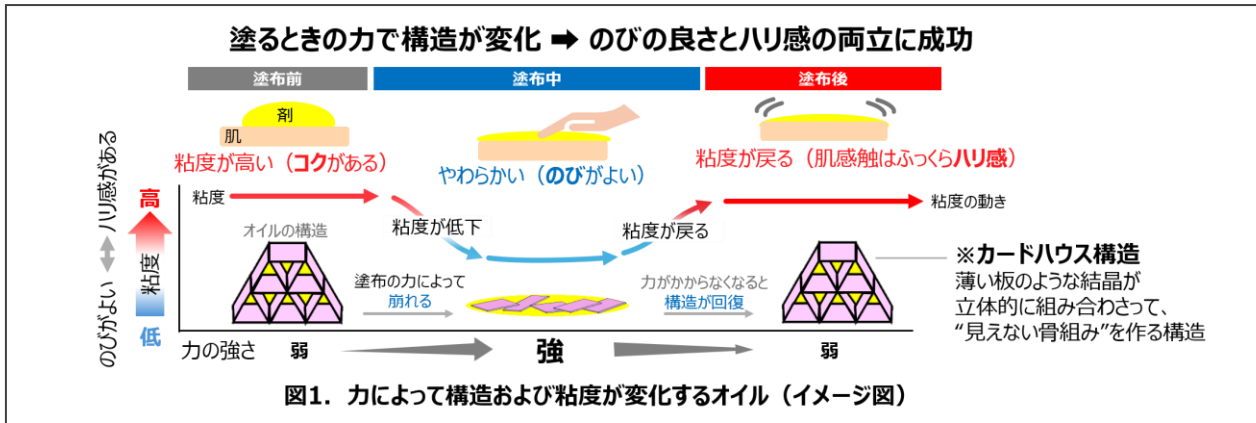 塗るときの力で構造が変化 ➡ のびの良さとハリ感の両立に成功
塗布前
塗布中
塗布後
剤
肌
粘度が高い（コクがある）
やわらかい（のびがよい）
粘度が戻る（肌感触はふっくらハリ感）
のびがよい ⟷ ハリ感がある
高
粘度
低
粘度
粘度が低下
粘度が戻る
粘度の動き
オイルの構造
塗布の力によって
崩れる
力がかからなくなると
構造が回復
※カードハウス構造
薄い板のような結晶が
立体的に組み合わさって、
“見えない骨組み”を作る構造
力の強さ 弱 強 弱
図1．力によって構造および粘度が変化するオイル（イメージ図）